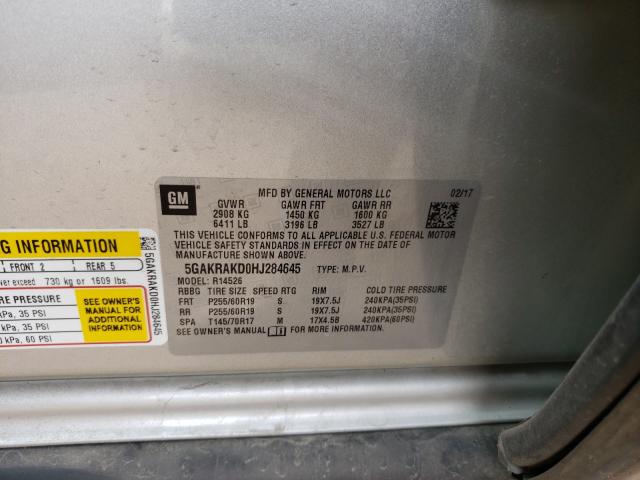 GM
MFD BY GENERAL MOTORS LLC 02/17
GVWR GAWR FRT GAWR RR
2908 KG 1450 KG 1600 KG
6411 LB 3196 LB 3527 LB
THIS VEHICLE CONFORMS TO ALL APPLICABLE U.S. FEDERAL MOTOR
VEHICLE SAFETY STANDARDS IN EFFECT ON THE DATE OF
MANUFACTURE SHOWN ABOVE.
5GAKRAKD0HJ284645 TYPE: M.P.V.
MODEL: R14526
RBBG TIRE SIZE SPEED RTG RIM COLD TIRE PRESSURE
FRT P255/60R19 S 19X7.5J 240KPA(35PSI)
RR P255/60R19 S 19X7.5J 240KPA(35PSI)
SPA T145/70R17 M 17X4.5B 420KPA(60PSI)
SEE OWNER'S MANUAL FOR MORE INFORMATION.
G INFORMATION
FRONT 2 REAR 5
exceed 730 kg or 1609 lbs.
PRESSURE
kPa, 35 PSI
kPa, 35 PSI
kPa, 60 PSI
SEE OWNER'S
MANUAL FOR
ADDITIONAL
INFORMATION
5GAKRAKD0HJ284645